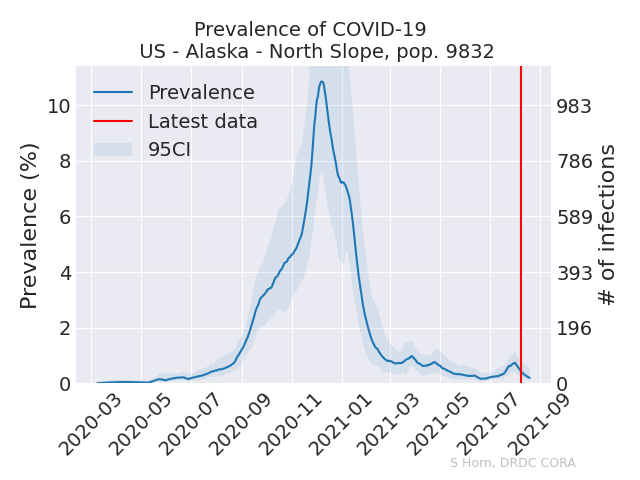 Prevalence of COVID-19
US - Alaska - North Slope, pop. 9832
Prevalence
Latest data
95CI
Prevalence (%)
10
8
6
4
2
0
983
786
589
393
196
0
# of infections
2020-03
2020-05
2020-07
2020-09
2020-11
2021-01
2021-03
2021-05
2021-07
2021-09
S Horn, DRDC CORA